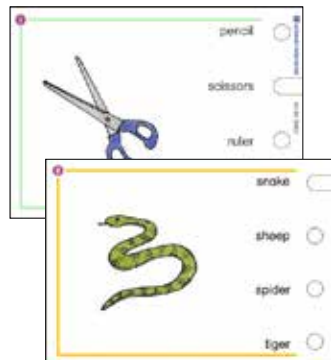 pencil
scissors
ruler
snake
sheep
spider
tiger